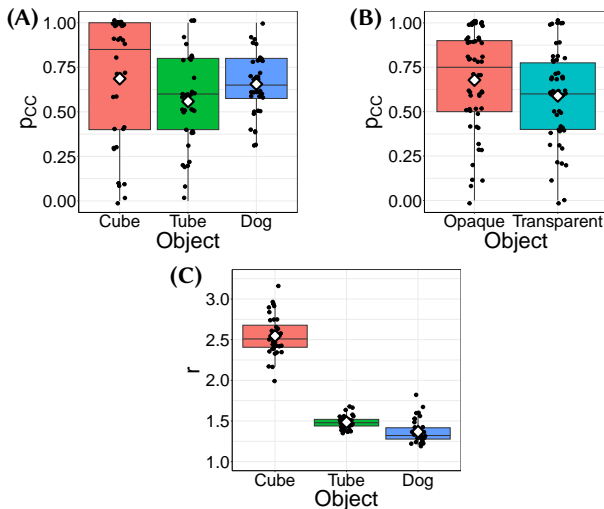 (A)
1.00
0.75
0.50
0.25
0.00
pCC
Cube Tube Dog
Object
(B)
1.00
0.75
0.50
0.25
0.00
pCC
Opaque Transparent
Object
(C)
3.0
2.5
2.0
1.5
1.0
r
Cube Tube Dog
Object